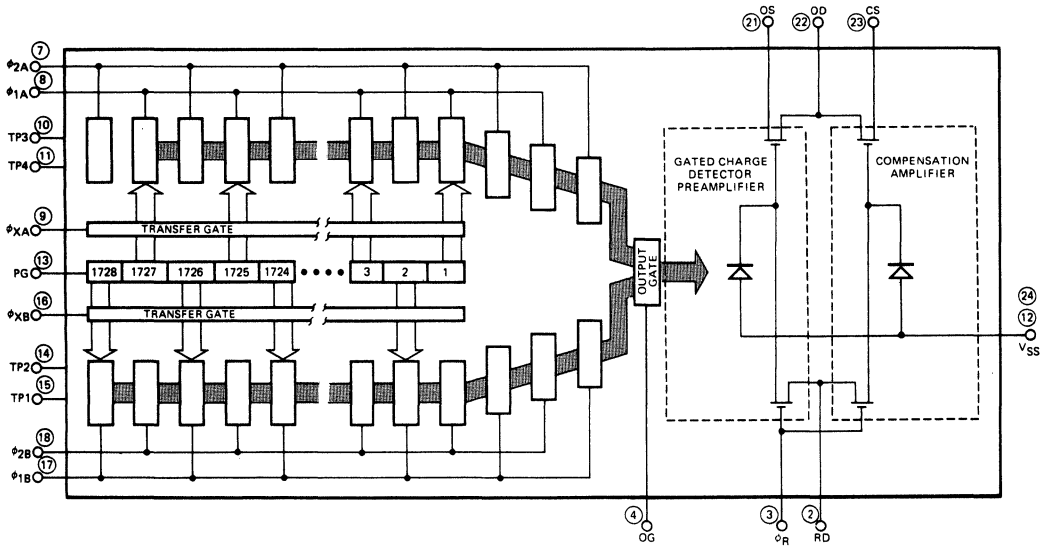 21 OS
22 OD
23 CS
7 ϕ2A
8 ϕ1A
10 TP3
11 TP4
9 ϕXA
TRANSFER GATE
13 PG
1728 1727 1726 1725 1724 3 2 1
16 ϕXB
TRANSFER GATE
14 TP2
15 TP1
18 ϕ2B
17 ϕ1B
OUTPUT
GATE
GATED CHARGE
DETECTOR
PREAMPLIFIER
COMPENSATION
AMPLIFIER
24
12
VSS
4 OG
3 ϕR
2 RD